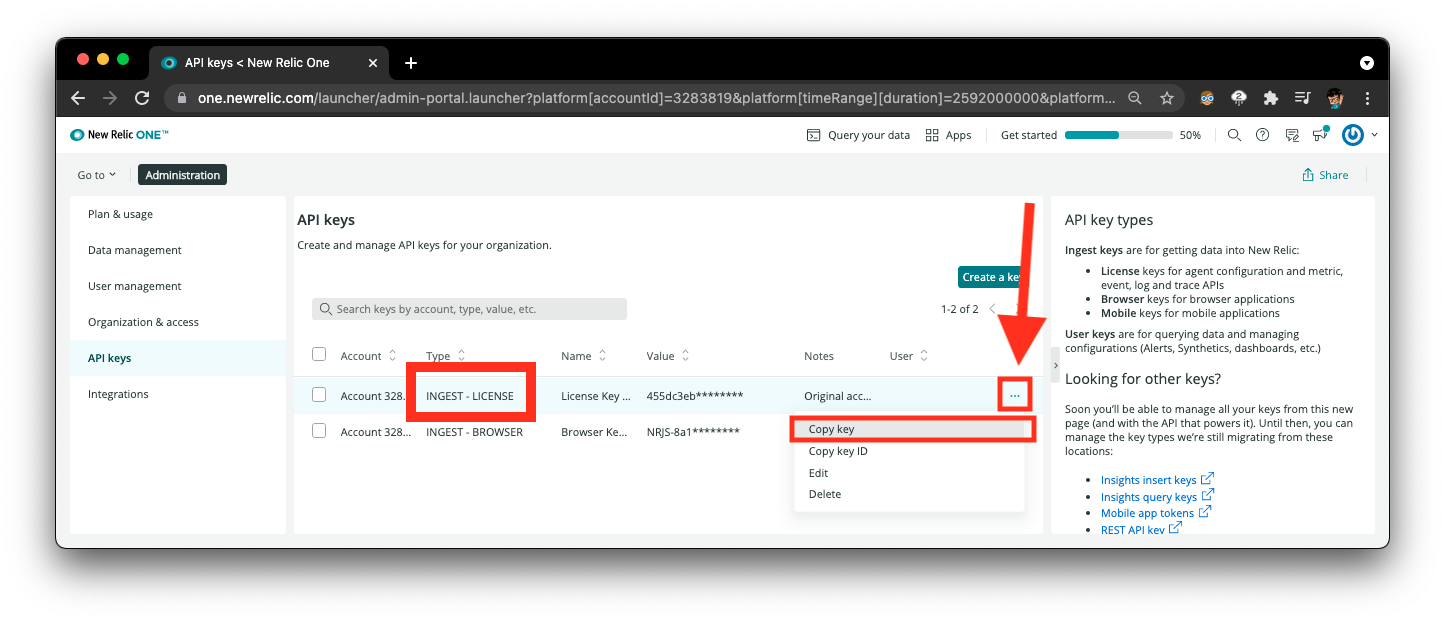 API keys < New Relic One
one.newrelic.com/launcher/admin-portal.launcher?platform[accountId]=3283819&platform[timeRange][duration]=2592000000&platform...
New Relic ONE™
Query your data
Apps
Get started
50%
Go to
Administration
Share
Plan & usage
Data management
User management
Organization & access
API keys
Integrations
API keys
Create and manage API keys for your organization.
Create a ke
Search keys by account, type, value, etc.
1-2 of 2
Account Type Name Value Notes User
Account 328... INGEST - LICENSE License Key ... 455dc3eb******** Original acc... ...
Account 328... INGEST - BROWSER Browser Ke... NRJS-8a1********
Copy key
Copy key ID
Edit
Delete
API key types
Ingest keys are for getting data into New Relic:
• License keys for agent configuration and metric,
event, log and trace APIs
• Browser keys for browser applications
• Mobile keys for mobile applications
User keys are for querying data and managing
configurations (Alerts, Synthetics, dashboards, etc.)
Looking for other keys?
Soon you'll be able to manage all your keys from this new
page (and with the API that powers it). Until then, you can
manage the key types we're still migrating from these
locations:
• Insights insert keys
• Insights query keys
• Mobile app tokens
• REST API key